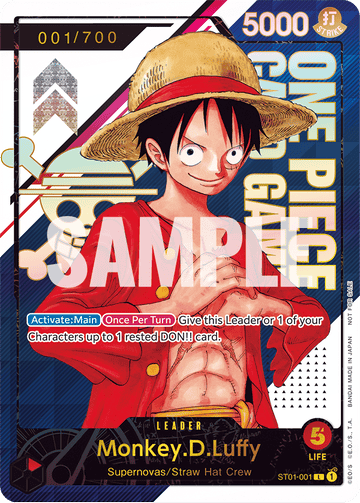 001/700
5000
打
STRIKE
ONE PIECE
CARD GAME
SAMPLE
Activate:Main Once Per Turn Give this Leader or 1 of your
Characters up to 1 rested DON!! card.
LEADER
Monkey.D.Luffy
Supernovas/Straw Hat Crew
5
LIFE
ST01-001 L 1
©E.O./S., T.A. BANDAI MADE IN JAPAN NOT FOR SALE